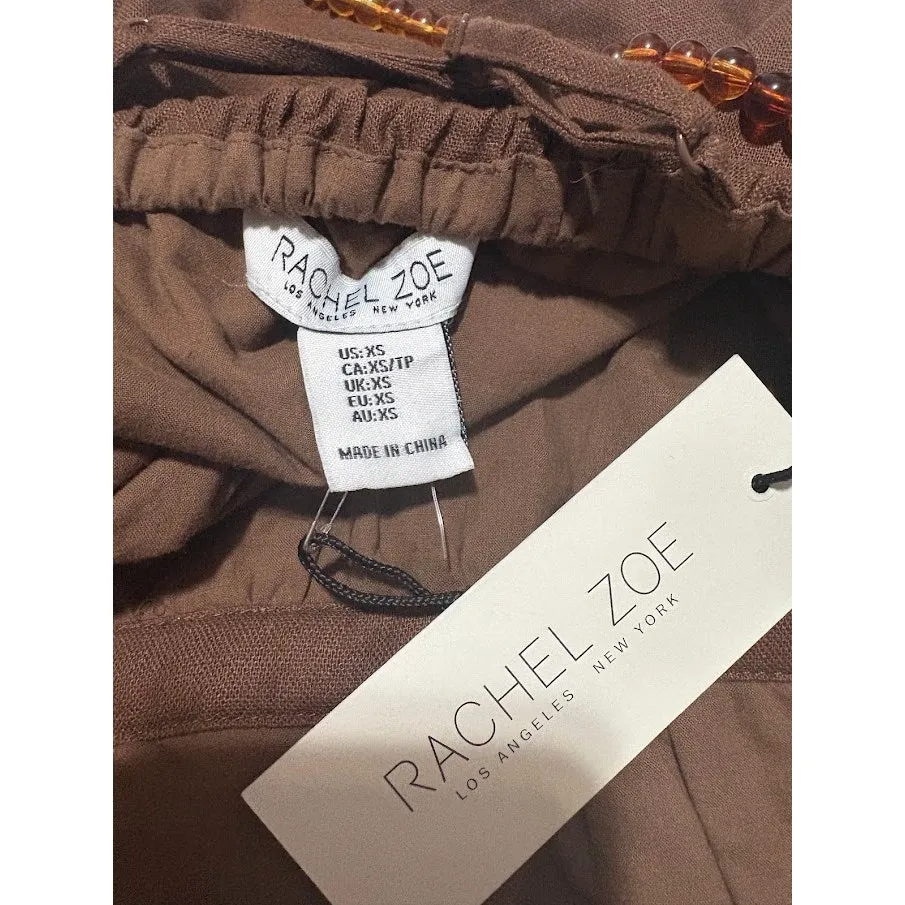 RACHEL ZOE
LOS ANGELES NEW YORK
US:XS
CA:XS/TP
UK:XS
EU:XS
AU:XS
MADE IN CHINA
RACHEL ZOE
LOS ANGELES NEW YORK